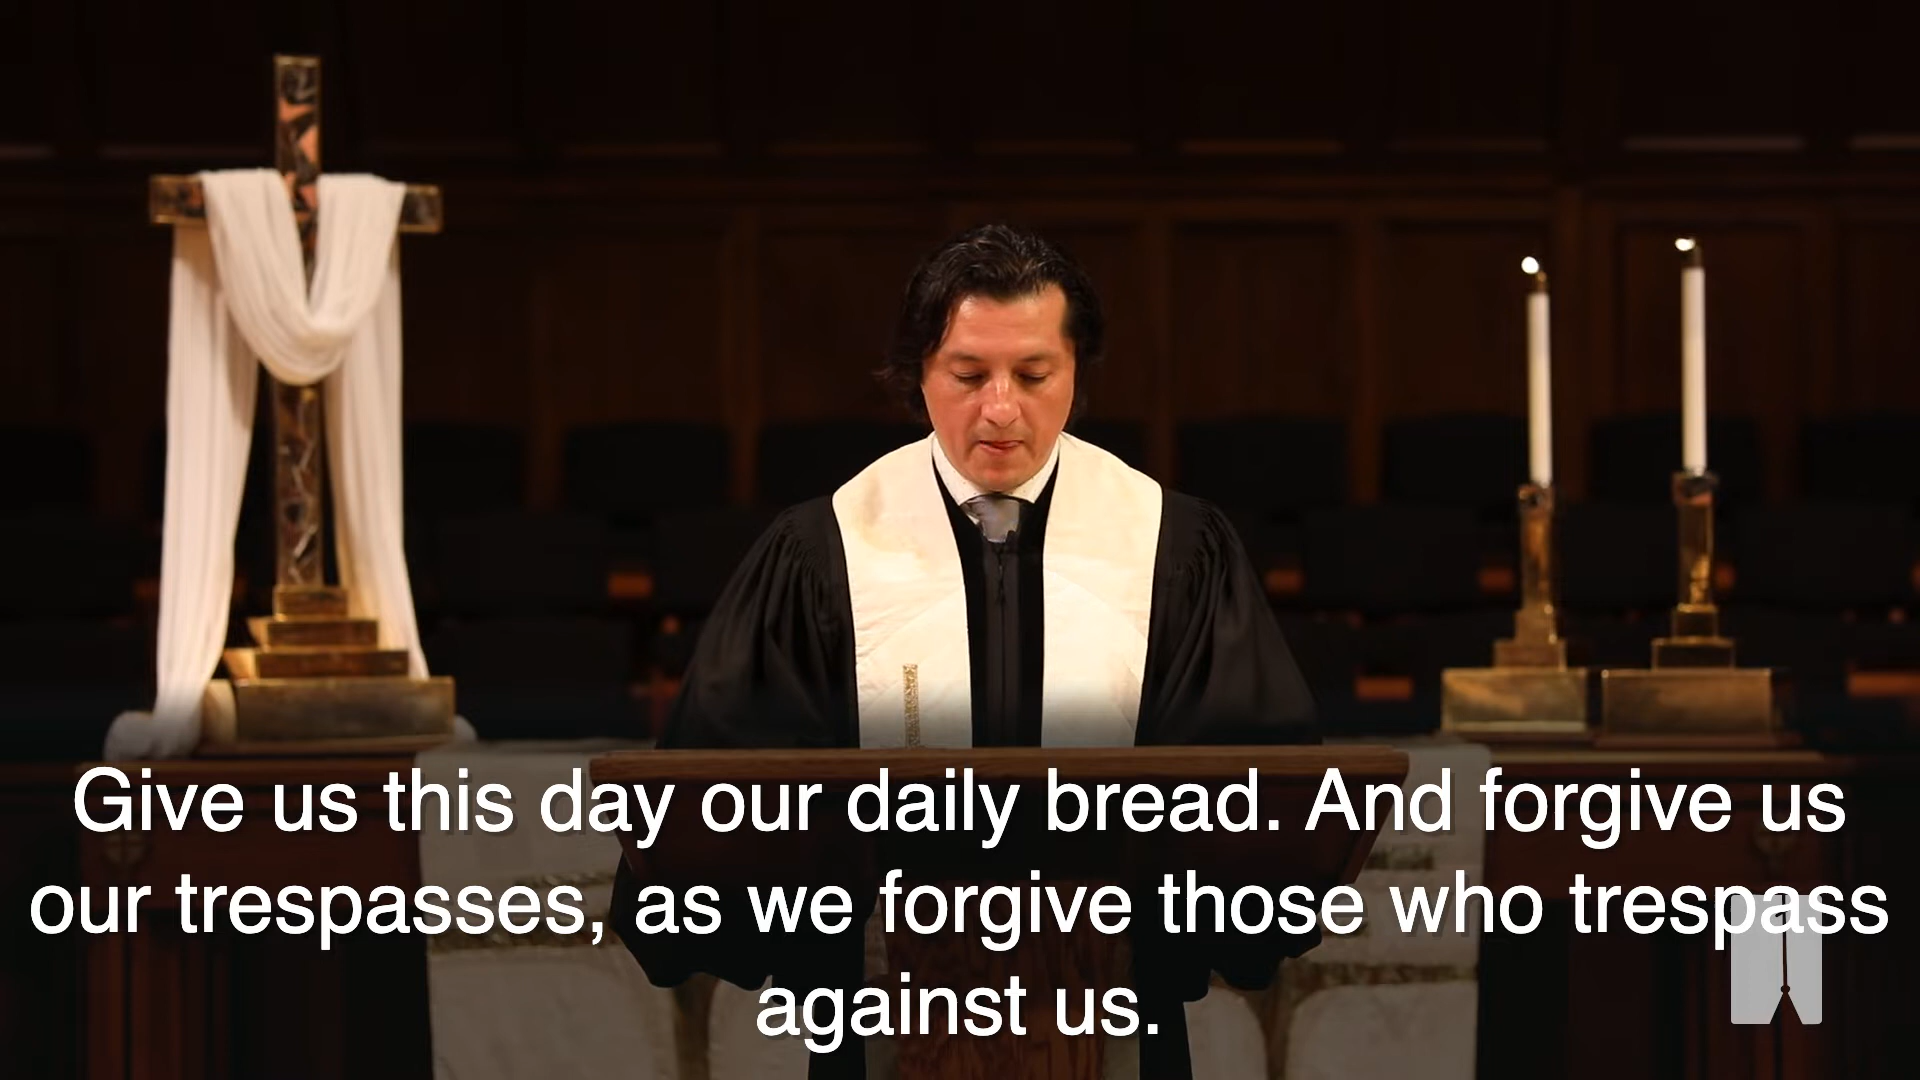 Give us this day our daily bread. And forgive us
our trespasses, as we forgive those who trespass
against us.